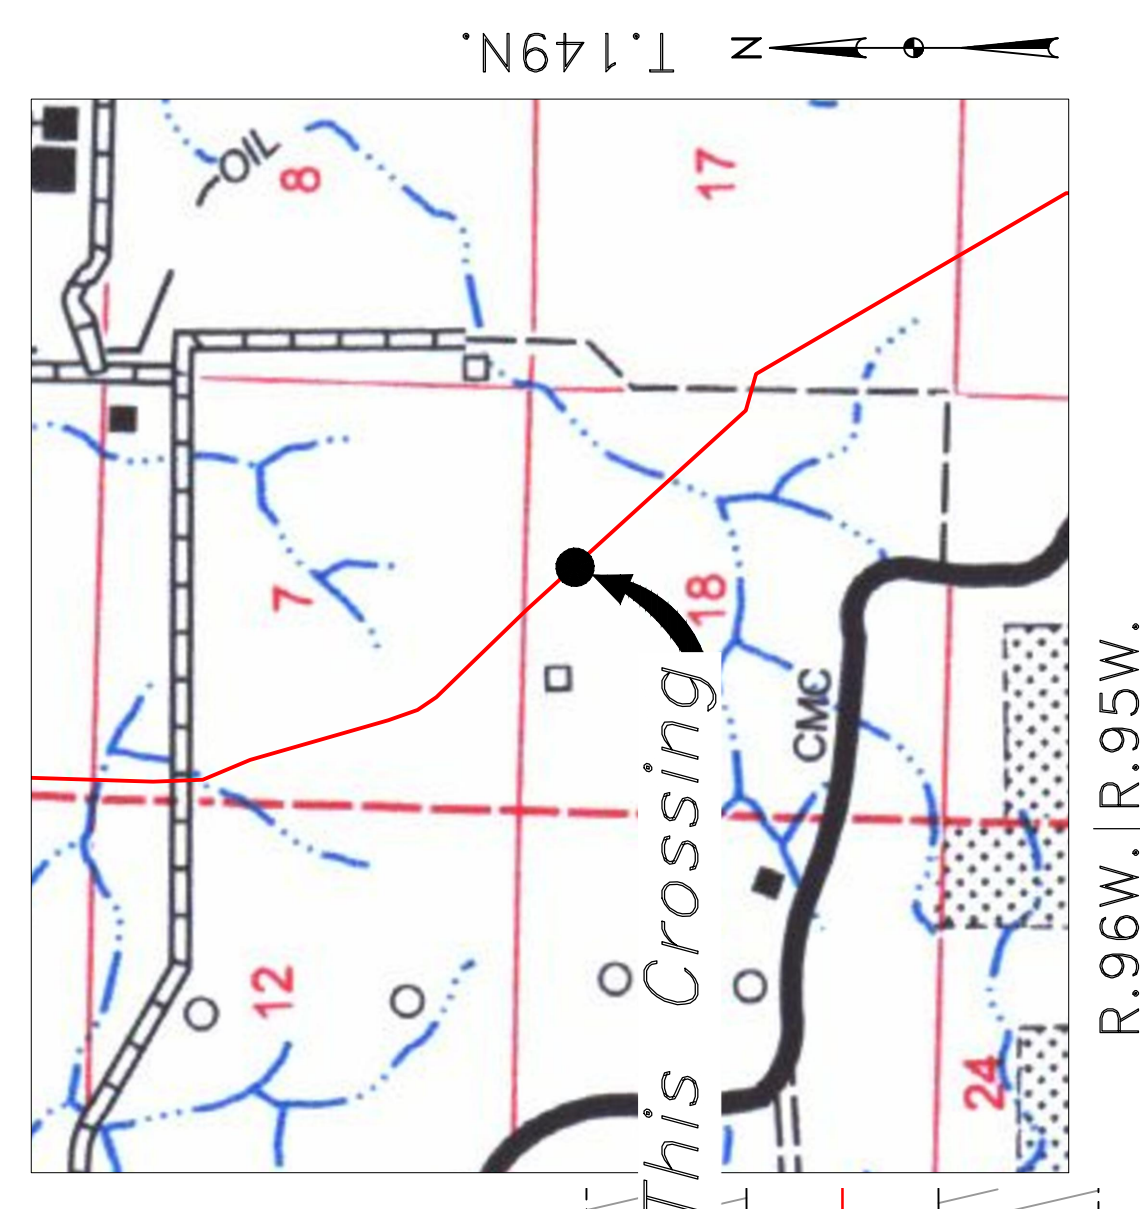 T.149N.
N
OIL
8
17
7
18
This Crossing
CMC
12
24
R.96W. | R.95W.